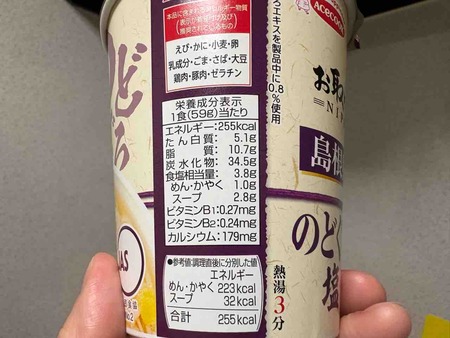 Acecook
本品に含まれるアレルギー物質
えび・かに・小麦・卵
乳成分・ごま・さば・大豆
鶏肉・豚肉・ゼラチン
栄養成分表示
1食(59g)当たり
エネルギー:255kcal
たん白質: 5.1g
脂質: 10.7g
炭水化物: 34.5g
食塩相当量: 3.8g
めん・かやく 1.0g
スープ 2.8g
ビタミンB1:0.27mg
ビタミンB2:0.24mg
カルシウム:179mg
●参考値:調理直後に分別した値
エネルギー
めん・かやく 223kcal
スープ 32kcal
合計 255kcal
エキスを製品中に0.8%使用
お取
島根
のどぐ
塩
熱湯3分
のど
us